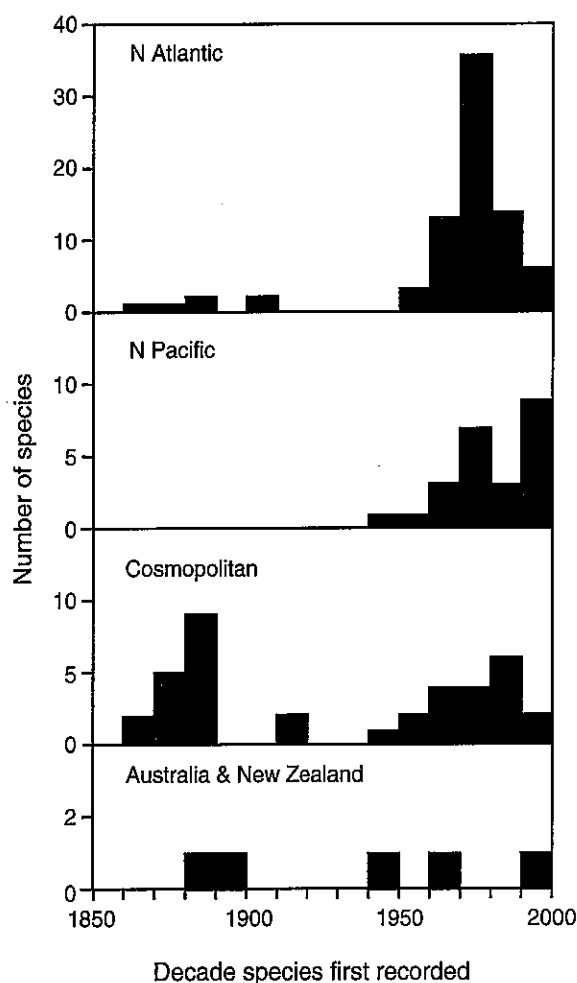 40
N Atlantic
30
20
10
0
N Pacific
10
5
0
Cosmopolitan
10
5
0
Australia & New Zealand
2
0
1850 1900 1950 2000
Number of species
Decade species first recorded